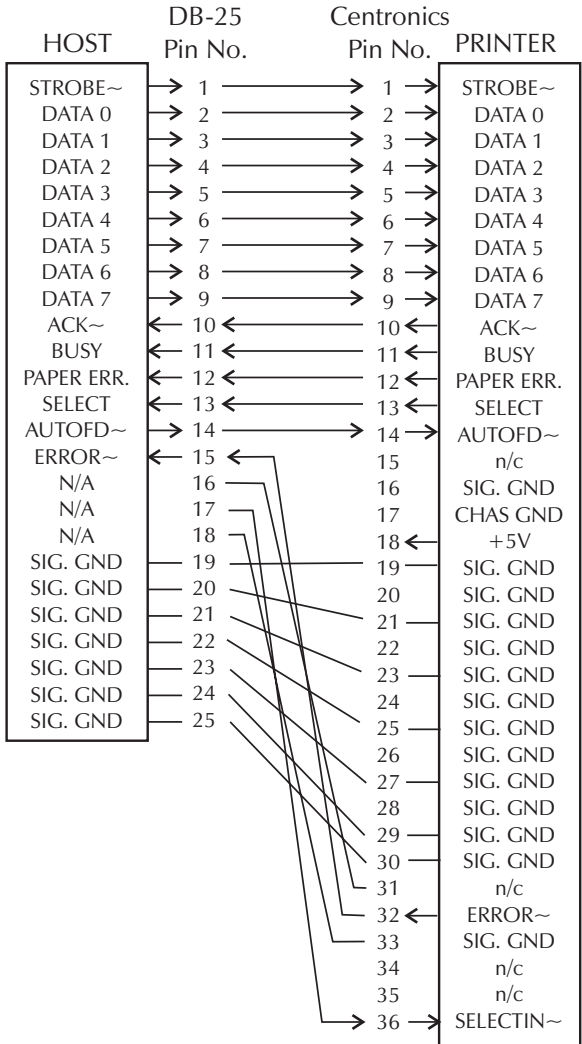 DB-25 Centronics
HOST Pin No. Pin No. PRINTER
STROBE~ 1 1 STROBE~
DATA 0 2 2 DATA 0
DATA 1 3 3 DATA 1
DATA 2 4 4 DATA 2
DATA 3 5 5 DATA 3
DATA 4 6 6 DATA 4
DATA 5 7 7 DATA 5
DATA 6 8 8 DATA 6
DATA 7 9 9 DATA 7
ACK~ 10 10 ACK~
BUSY 11 11 BUSY
PAPER ERR. 12 12 PAPER ERR.
SELECT 13 13 SELECT
AUTOFD~ 14 14 AUTOFD~
ERROR~ 15 15 n/c
N/A 16 16 SIG. GND
N/A 17 17 CHAS GND
N/A 18 18 +5V
SIG. GND 19 19 SIG. GND
SIG. GND 20 20 SIG. GND
SIG. GND 21 21 SIG. GND
SIG. GND 22 22 SIG. GND
SIG. GND 23 23 SIG. GND
SIG. GND 24 24 SIG. GND
SIG. GND 25 25 SIG. GND
26 SIG. GND
27 SIG. GND
28 SIG. GND
29 SIG. GND
30 SIG. GND
31 n/c
32 ERROR~
33 SIG. GND
34 n/c
35 n/c
36 SELECTIN~